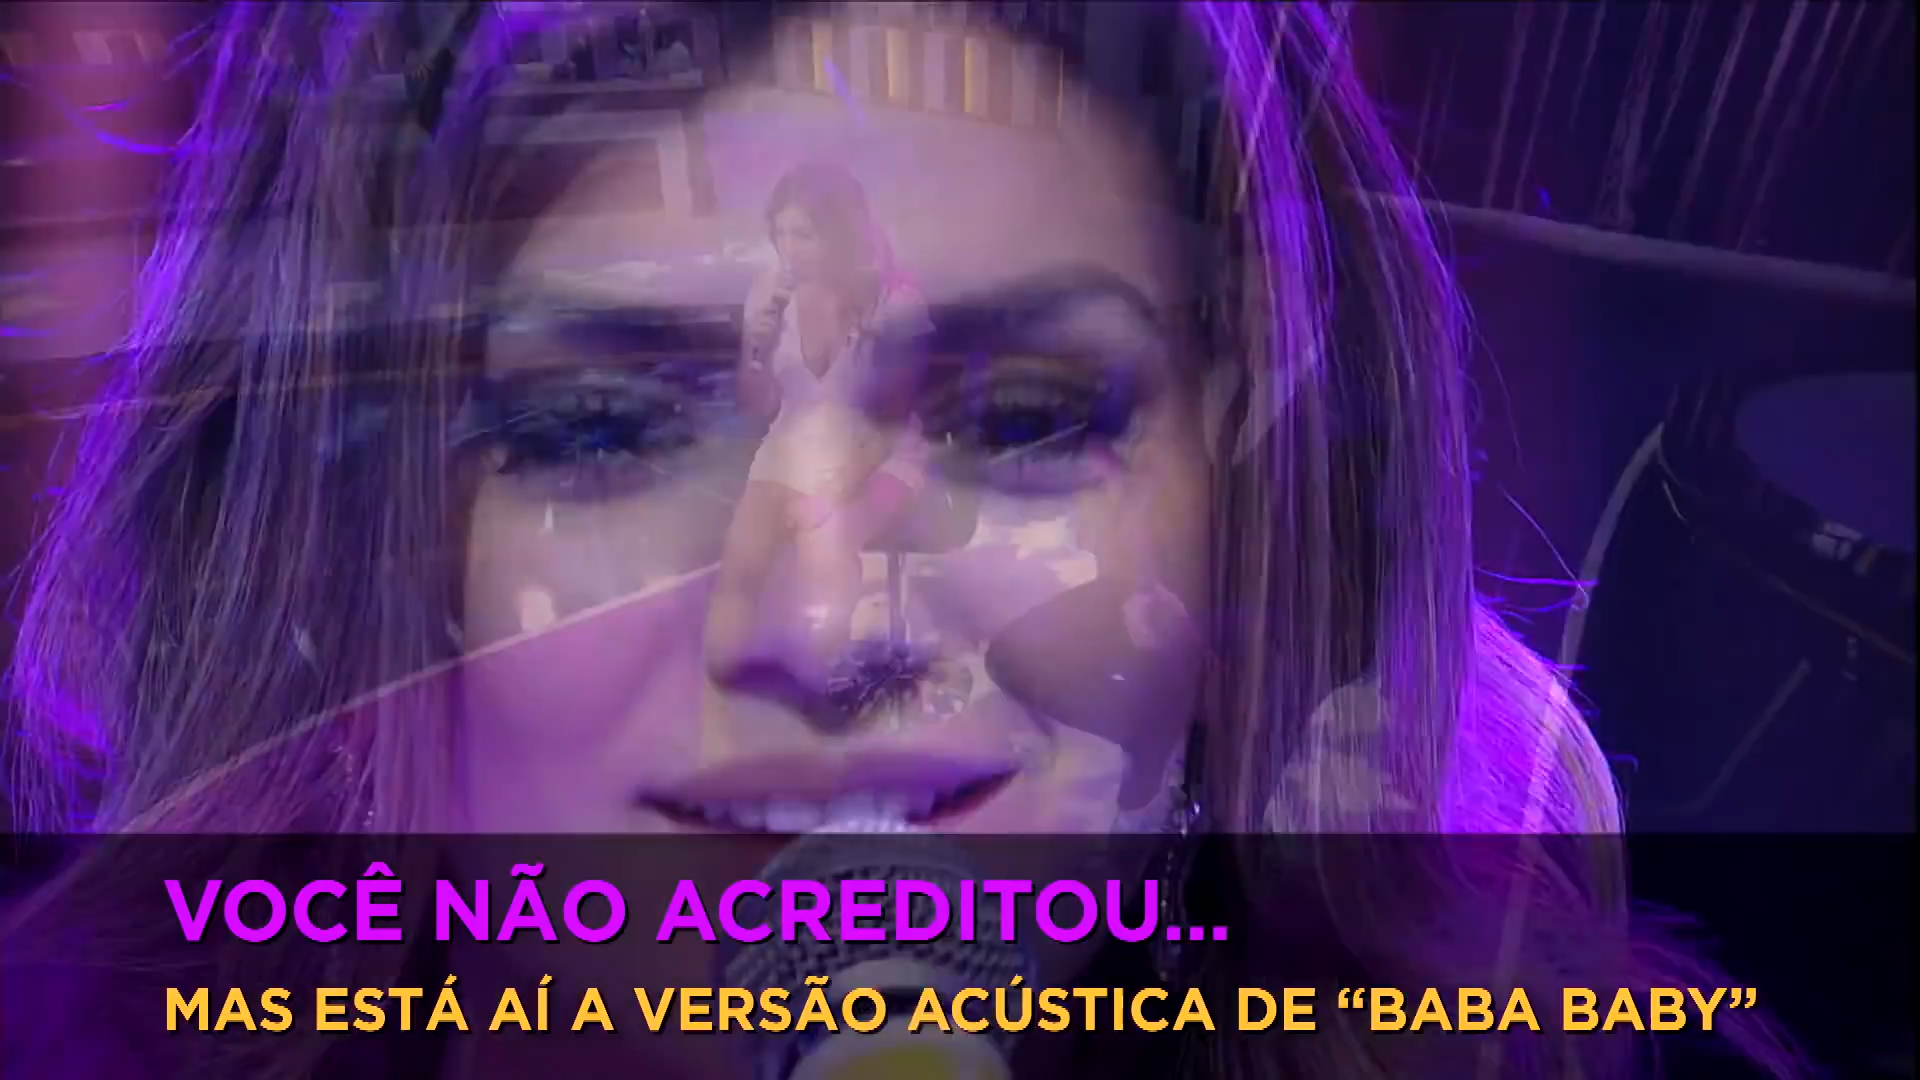 VOCÊ NÃO ACREDITOU...
MAS ESTÁ AÍ A VERSÃO ACÚSTICA DE “BABA BABY”